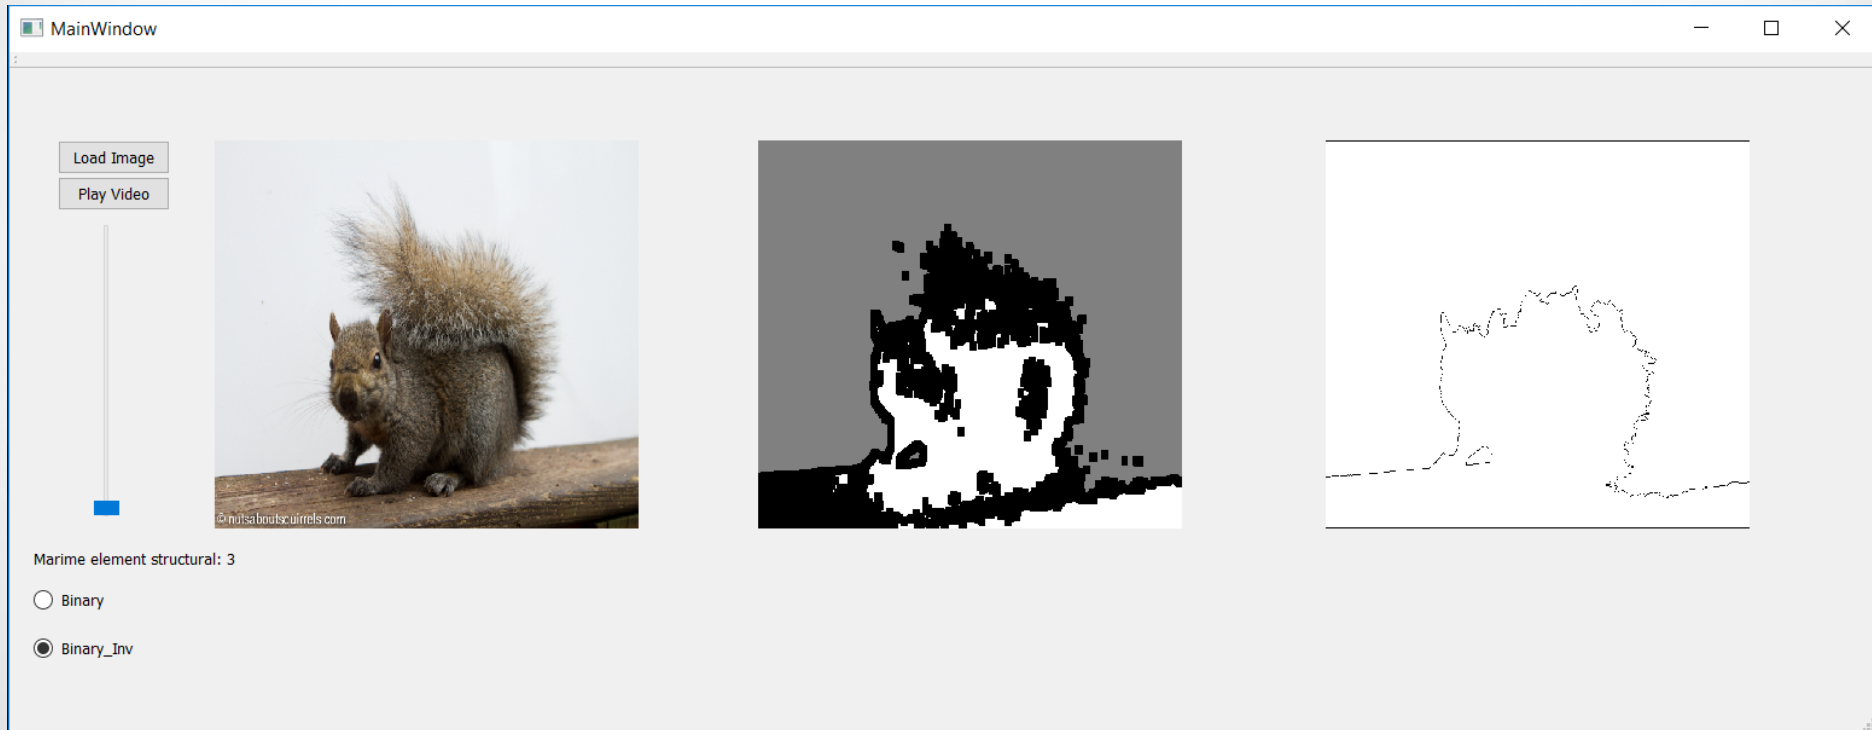 MainWindow
Load Image
Play Video
© nutsaboutsquirrels.com
Marime element structural: 3
Binary
Binary_Inv